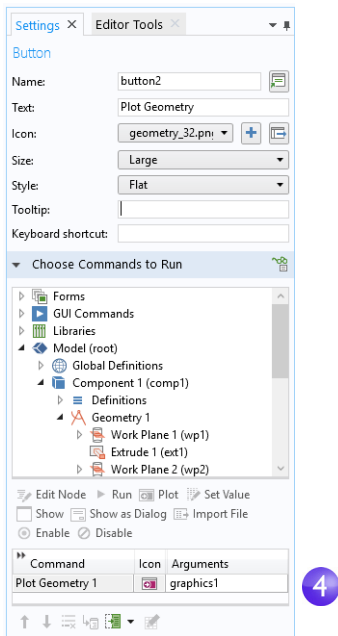 Settings Editor Tools
Button
Name: button2
Text: Plot Geometry
Icon: geometry_32.png
Size: Large
Style: Flat
Tooltip:
Keyboard shortcut:
Choose Commands to Run
Forms
GUI Commands
Libraries
Model (root)
Global Definitions
Component 1 (comp1)
Definitions
Geometry 1
Work Plane 1 (wp1)
Extrude 1 (ext1)
Work Plane 2 (wp2)
Edit Node Run Plot Set Value
Show Show as Dialog Import File
Enable Disable
Command Icon Arguments
Plot Geometry 1 graphics1
4